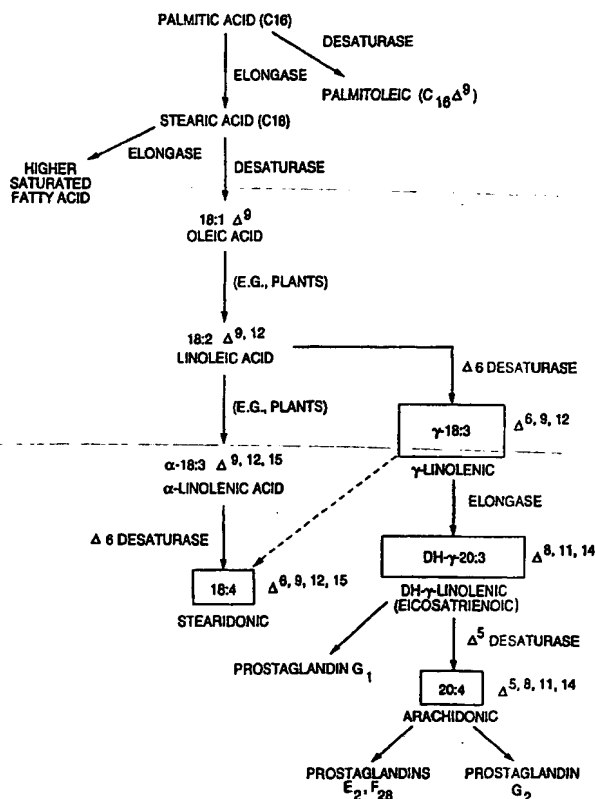 PALMITIC ACID (C16)
DESATURASE
ELONGASE
PALMITOLEIC (C16Δ9)
STEARIC ACID (C16)
ELONGASE
DESATURASE
HIGHER
SATURATED
FATTY ACID
18:1 Δ9
OLEIC ACID
(E.G., PLANTS)
18:2 Δ9, 12
LINOLEIC ACID
Δ6 DESATURASE
(E.G., PLANTS)
γ-18:3 Δ6, 9, 12
γ-LINOLENIC
α-18:3 Δ9, 12, 15
α-LINOLENIC ACID
ELONGASE
Δ 6 DESATURASE
DH-γ-20:3 Δ8, 11, 14
DH-γ-LINOLENIC
(EICOSATRIENOIC)
18:4 Δ6, 9, 12, 15
STEARIDONIC
Δ5 DESATURASE
PROSTAGLANDIN G1
20:4 Δ5, 8, 11, 14
ARACHIDONIC
PROSTAGLANDINS
E2, F28
PROSTAGLANDIN
G2